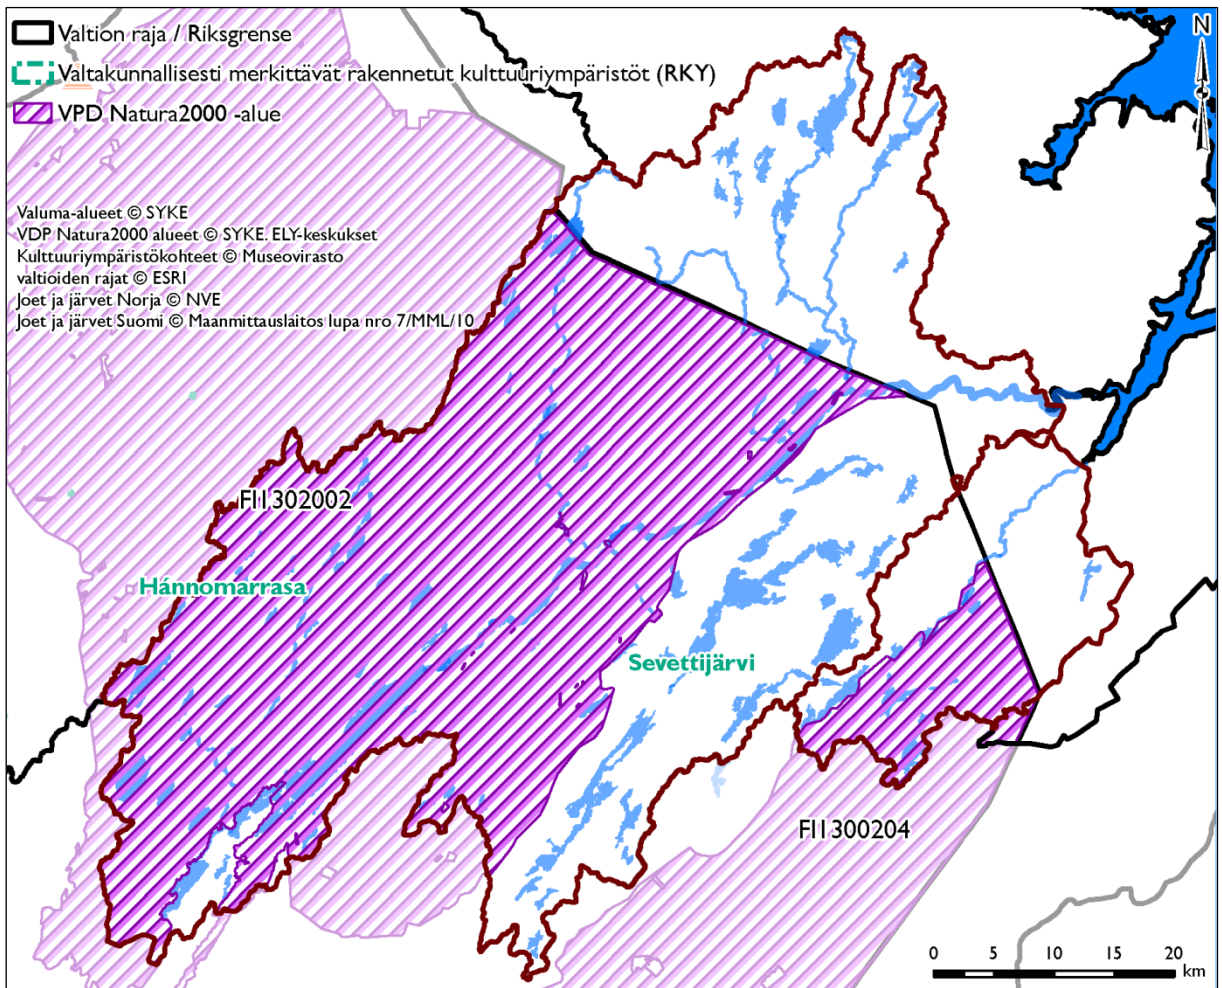 Valtion raja / Riksgrense
Valtakunnallisesti merkittävät rakennetut kulttuuriympäristöt (RKY)
VPD Natura2000 -alue
N
Valuma-alueet © SYKE
VDP Natura2000 alueet © SYKE. ELY-keskukset
Kulttuuriympäristökohteet © Museovirasto
valtioiden rajat © ESRI
Joet ja järvet Norja © NVE
Joet ja järvet Suomi © Maanmittauslaitos lupa nro 7/MML/10
FI1302002
Hánnomarrasa
Sevettijärvi
FI1300204
0 5 10 15 20
km